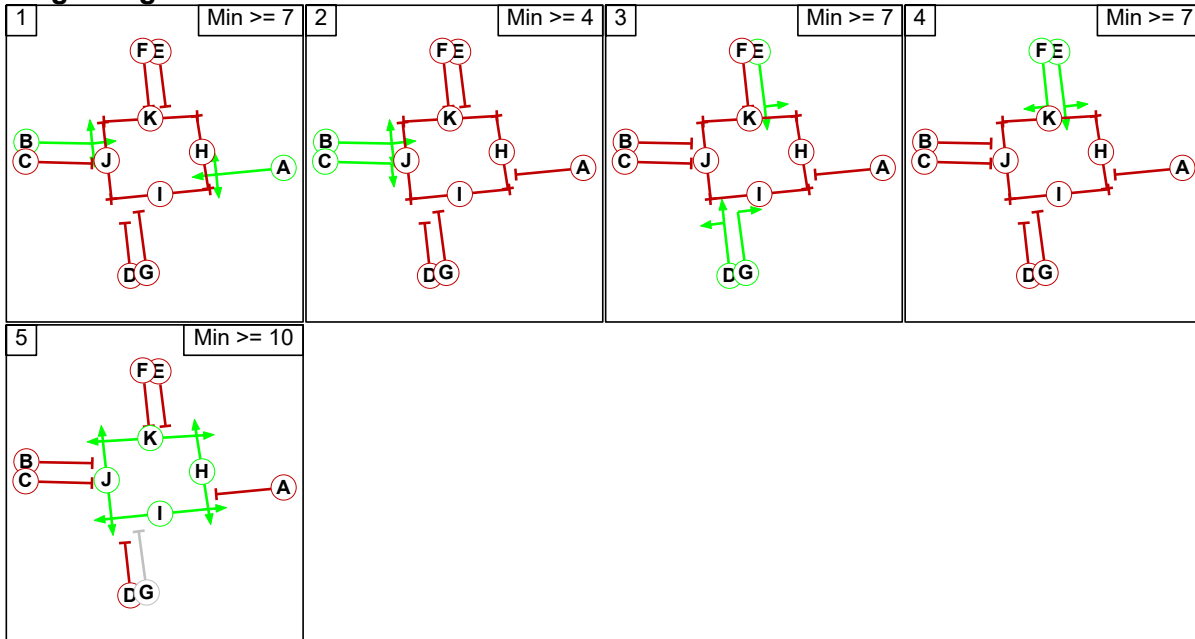 1 Min >= 7 2 Min >= 4 3 Min >= 7 4 Min >= 7
F E F E F E F E
K K K K
B B B B
C J H A C J H A C J H A C J H A
I I I I
D G D G D G D G
5 Min >= 10
F E
K
B
C J H A
I
D G